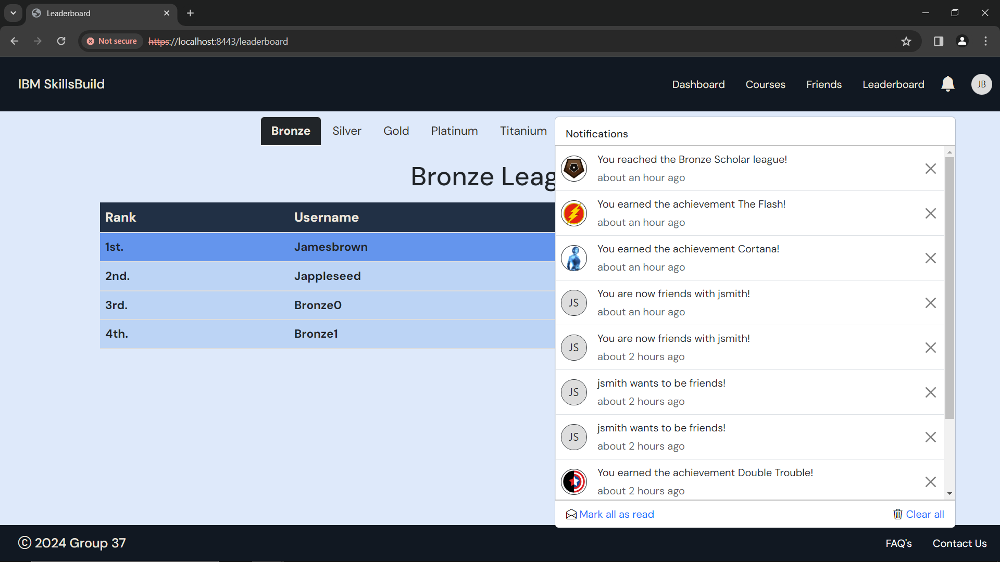 Leaderboard
Not secure https://localhost:8443/leaderboard
IBM SkillsBuild
Dashboard Courses Friends Leaderboard JB
Bronze Silver Gold Platinum Titanium
Bronze Leag
Rank Username
1st. Jamesbrown
2nd. Jappleseed
3rd. Bronze0
4th. Bronze1
Notifications
You reached the Bronze Scholar league!
about an hour ago
You earned the achievement The Flash!
about an hour ago
You earned the achievement Cortana!
about an hour ago
JS
You are now friends with jsmith!
about an hour ago
JS
You are now friends with jsmith!
about 2 hours ago
JS
jsmith wants to be friends!
about 2 hours ago
JS
jsmith wants to be friends!
about 2 hours ago
You earned the achievement Double Trouble!
about 2 hours ago
Mark all as read Clear all
© 2024 Group 37
FAQ's Contact Us